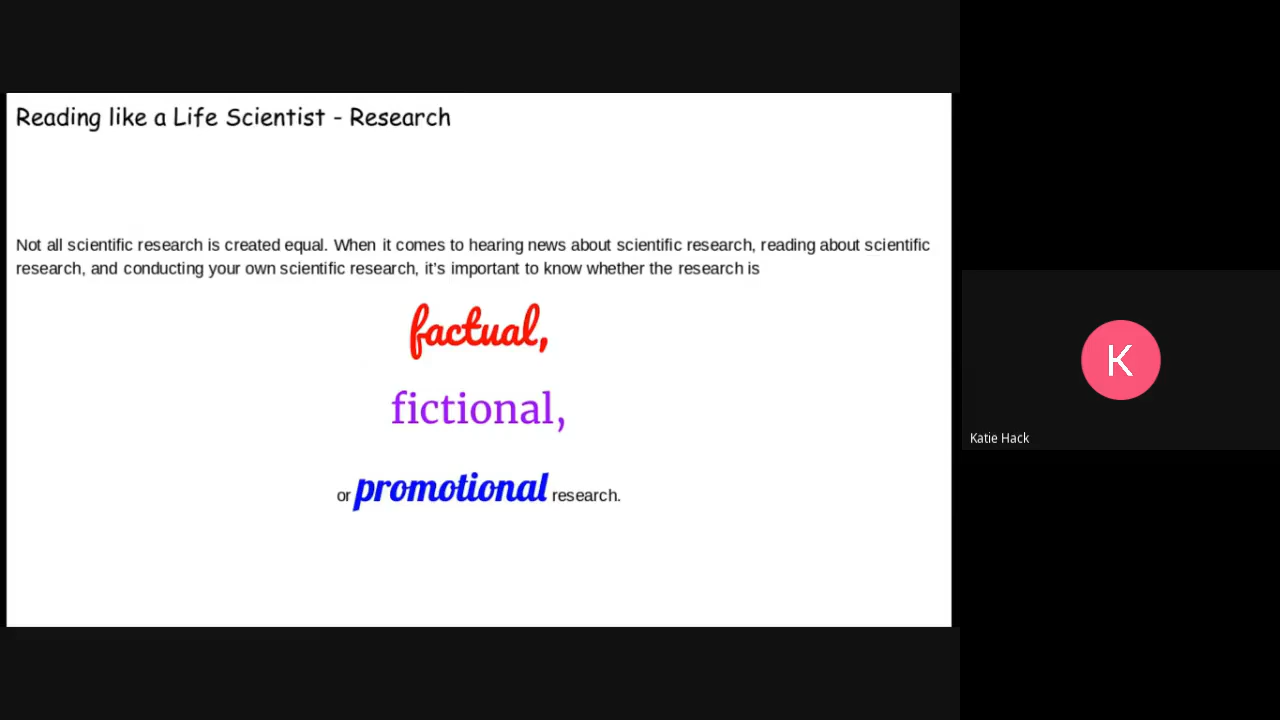 Reading like a Life Scientist - Research
Not all scientific research is created equal. When it comes to hearing news about scientific research, reading about scientific
research, and conducting your own scientific research, it's important to know whether the research is
factual,
fictional,
or promotional research.
K
Katie Hack